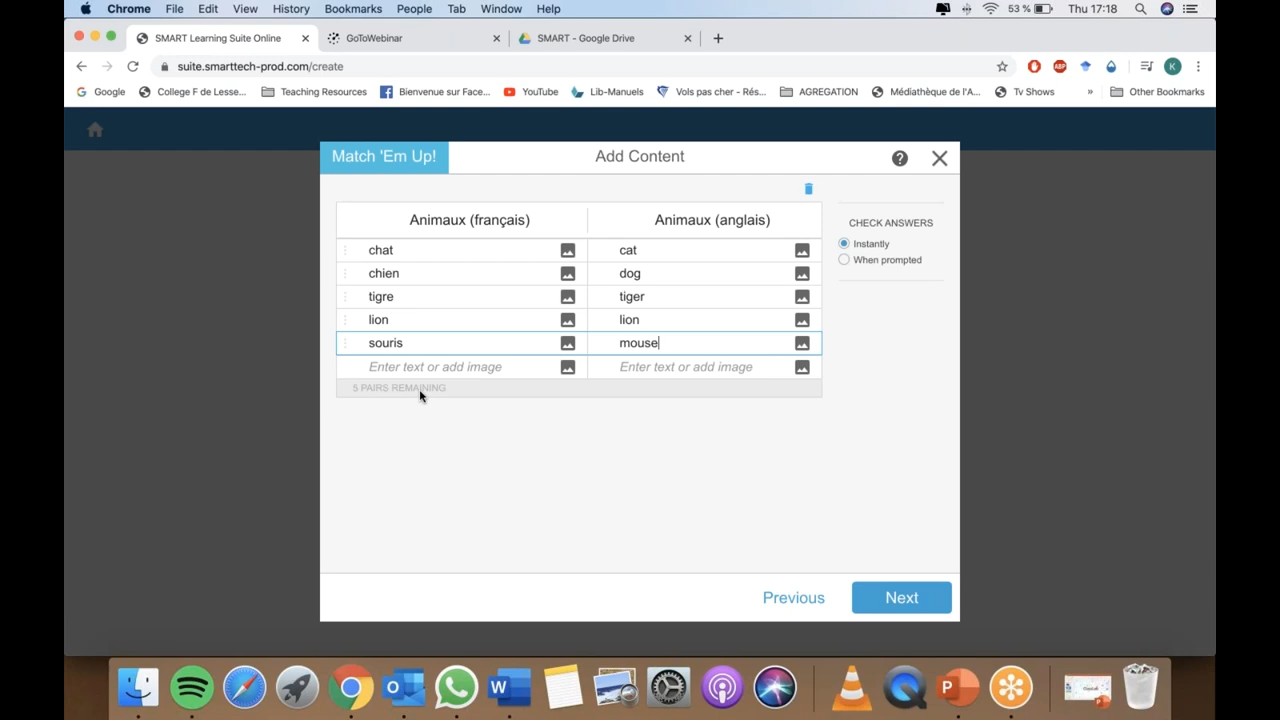 Chrome File Edit View History Bookmarks People Tab Window Help 53 % Thu 17:18
SMART Learning Suite Online GoToWebinar SMART - Google Drive
suite.smarttech-prod.com/create K
Google College F de Lesse... Teaching Resources Bienvenue sur Face... YouTube Lib-Manuels Vols pas cher - Rés... AGREGATION Médiathèque de l'A... Tv Shows » Other Bookmarks
Match 'Em Up! Add Content
Animaux (français) Animaux (anglais)
CHECK ANSWERS
Instantly
When prompted
chat cat
chien dog
tigre tiger
lion lion
souris mouse
Enter text or add image Enter text or add image
5 PAIRS REMAINING
Previous Next